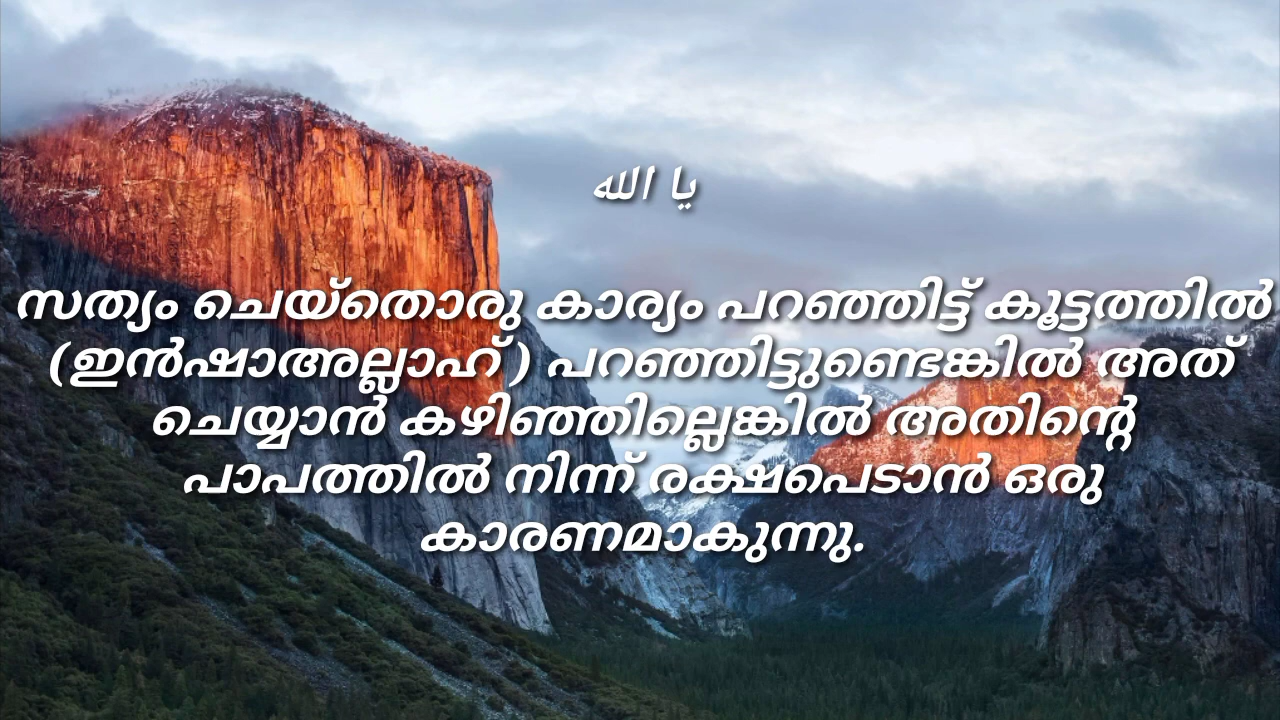 يا الله
സത്യം ചെയ്തൊരു കാര്യം പറഞ്ഞിട്ട് കൂട്ടത്തിൽ
(ഇൻഷാഅല്ലാഹ് ) പറഞ്ഞിട്ടുണ്ടെങ്കിൽ അത്
ചെയ്യാൻ കഴിഞ്ഞില്ലെങ്കിൽ അതിന്റെ
പാപത്തിൽ നിന്ന് രക്ഷപെടാൻ ഒരു
കാരണമാകുന്നു.